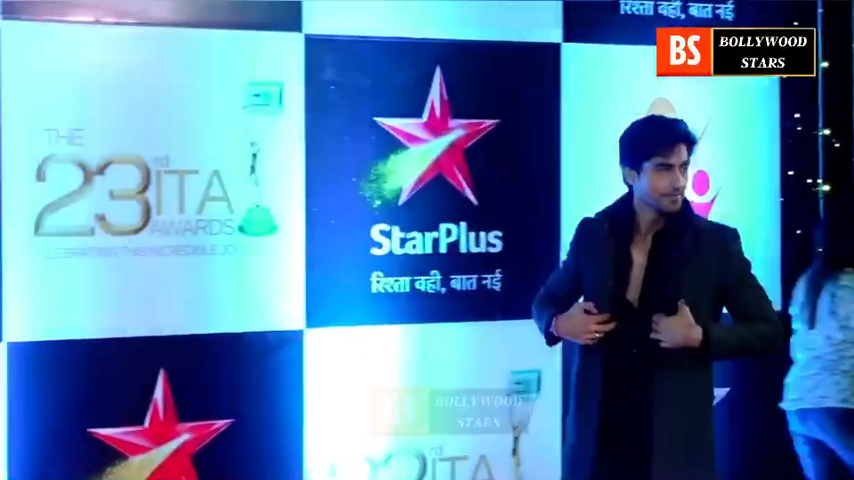 रिश्ता वही, बात नई
BS
BOLLYWOOD
STARS
THE
23rd ITA
AWARDS
StarPlus
रिश्ता वही, बात नई
BS
BOLLYWOOD
STARS
ITA